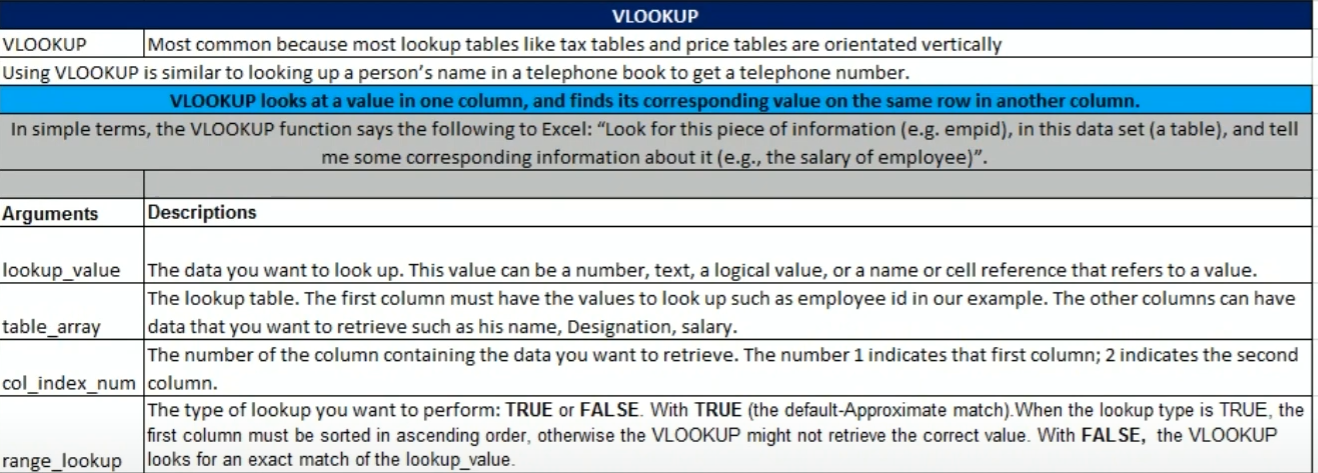 VLOOKUP
VLOOKUP Most common because most lookup tables like tax tables and price tables are orientated vertically
Using VLOOKUP is similar to looking up a person's name in a telephone book to get a telephone number.
VLOOKUP looks at a value in one column, and finds its corresponding value on the same row in another column.
In simple terms, the VLOOKUP function says the following to Excel: “Look for this piece of information (e.g. empid), in this data set (a table), and tell
me some corresponding information about it (e.g., the salary of employee)”.
Arguments Descriptions
lookup_value The data you want to look up. This value can be a number, text, a logical value, or a name or cell reference that refers to a value.
The lookup table. The first column must have the values to look up such as employee id in our example. The other columns can have
table_array data that you want to retrieve such as his name, Designation, salary.
The number of the column containing the data you want to retrieve. The number 1 indicates that first column; 2 indicates the second
col_index_num column.
The type of lookup you want to perform: TRUE or FALSE. With TRUE (the default-Approximate match).When the lookup type is TRUE, the
first column must be sorted in ascending order, otherwise the VLOOKUP might not retrieve the correct value. With FALSE, the VLOOKUP
range_lookup looks for an exact match of the lookup_value.